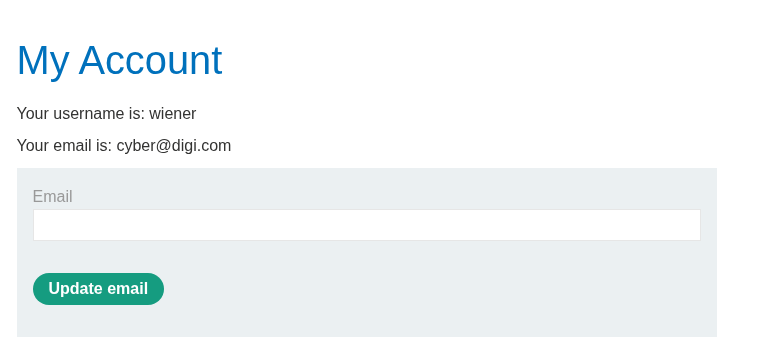 My Account
Your username is: wiener
Your email is: cyber@digi.com
Email
Update email